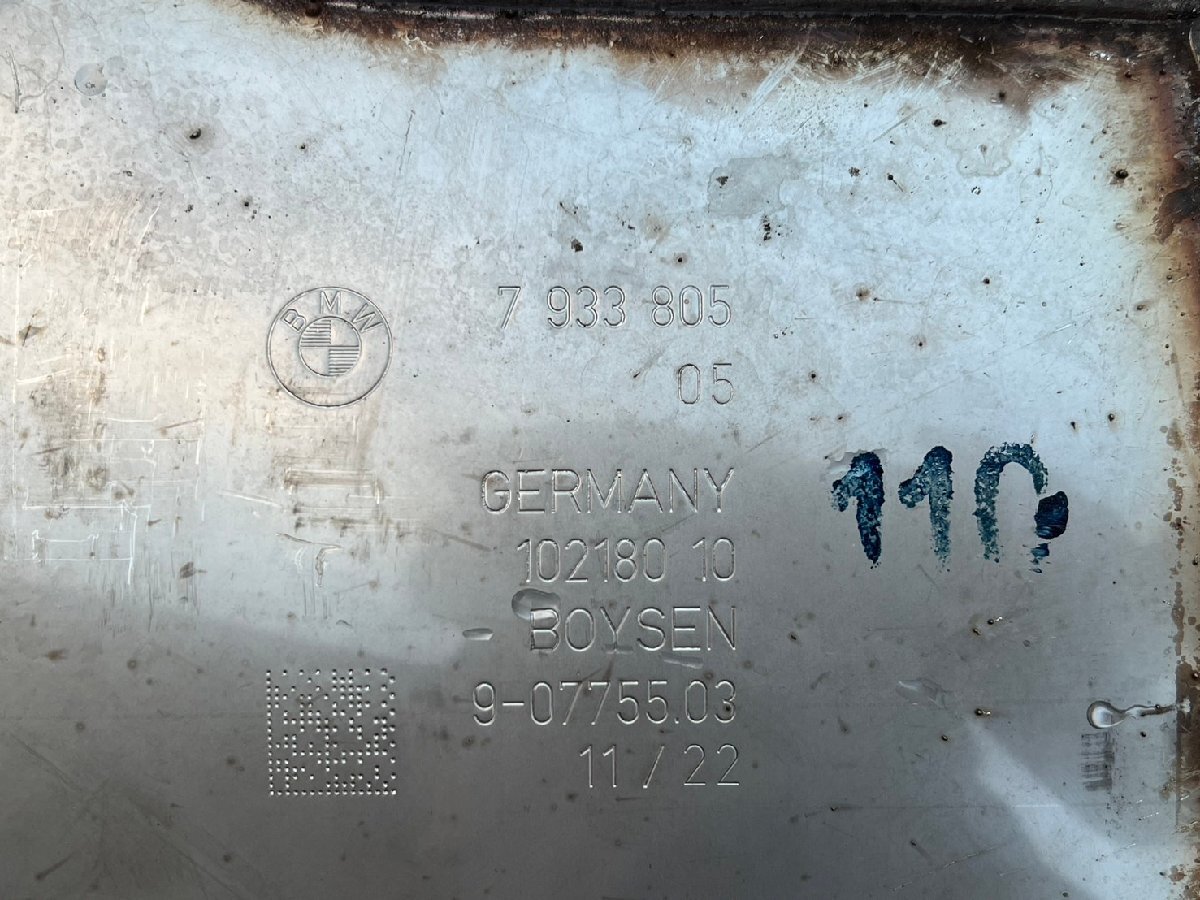 BMW
7 933 805
05
GERMANY
102180 10
BOYSEN
9-07755.03
11 / 22
110